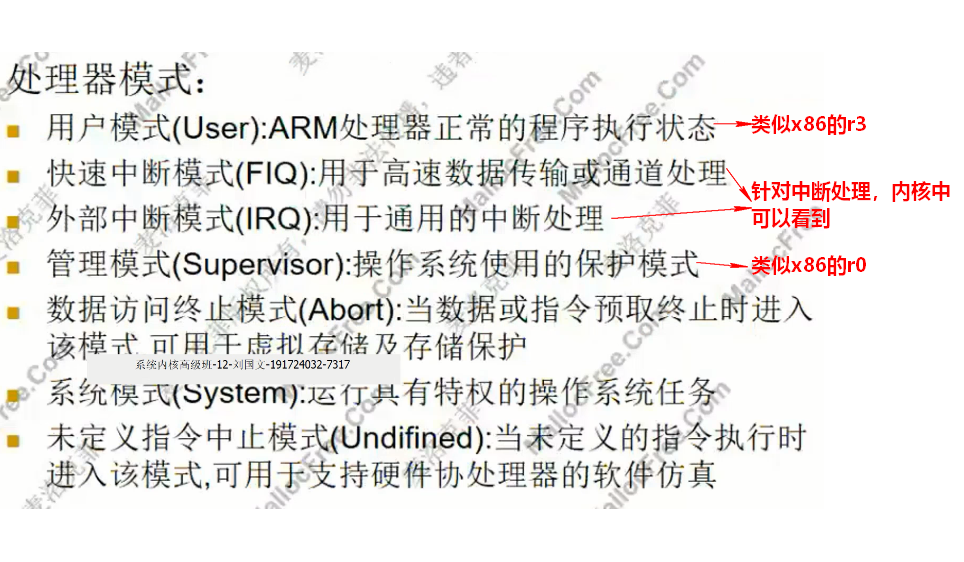 处理器模式：
用户模式(User):ARM处理器正常的程序执行状态
类似x86的r3
快速中断模式(FIQ):用于高速数据传输或通道处理
针对中断处理，内核中
可以看到
外部中断模式(IRQ):用于通用的中断处理
管理模式(Supervisor):操作系统使用的保护模式
类似x86的r0
数据访问终止模式(Abort):当数据或指令预取终止时进入
该模式,可用于虚拟存储及存储保护
系统内核高级班-12-刘国文-191724032-7317
系统模式(System):运行具有特权的操作系统任务
未定义指令中止模式(Undifined):当未定义的指令执行时
进入该模式,可用于支持硬件协处理器的软件仿真
麦洛克菲
MallocFree.Com